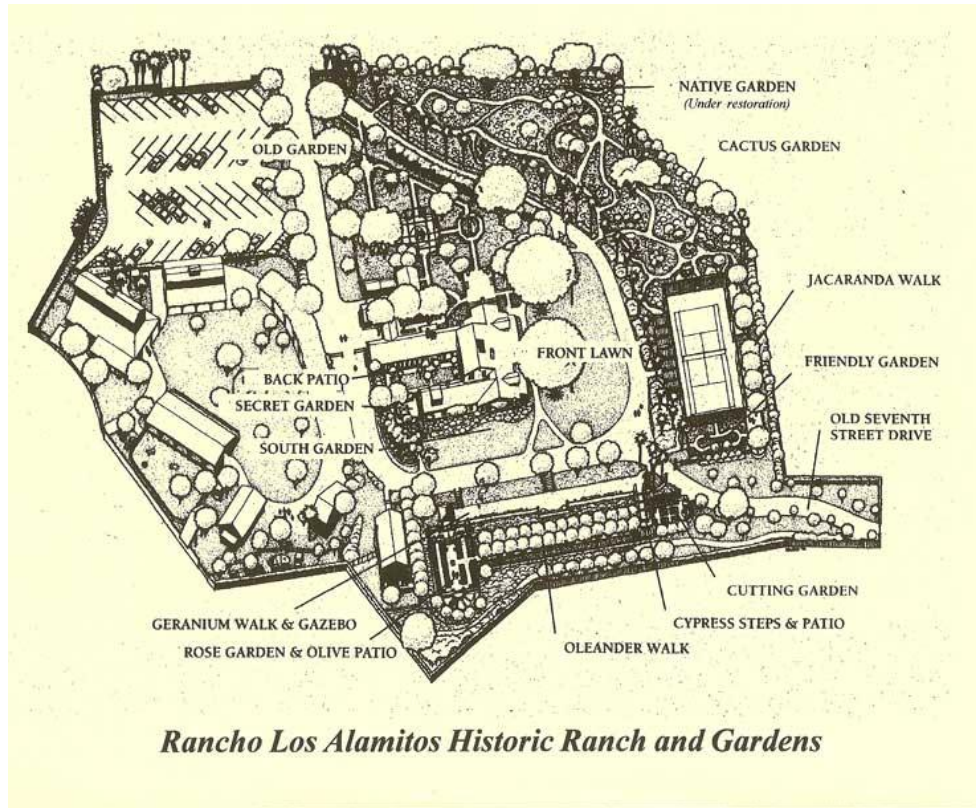 NATIVE GARDEN
(Under restoration)
OLD GARDEN
CACTUS GARDEN
JACARANDA WALK
FRONT LAWN
FRIENDLY GARDEN
BACK PATIO
SECRET GARDEN
OLD SEVENTH
STREET DRIVE
SOUTH GARDEN
CUTTING GARDEN
GERANIUM WALK & GAZEBO
CYPRESS STEPS & PATIO
ROSE GARDEN & OLIVE PATIO
OLEANDER WALK
Rancho Los Alamitos Historic Ranch and Gardens